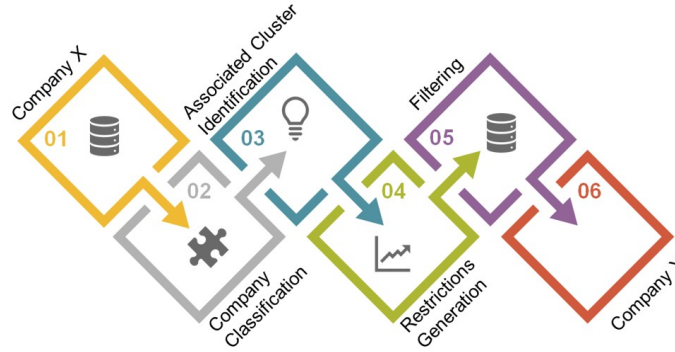 Company X
01
02
Company
Classification
Associated Cluster
Identification
03
04
Restrictions
Generation
Filtering
05
06
Company